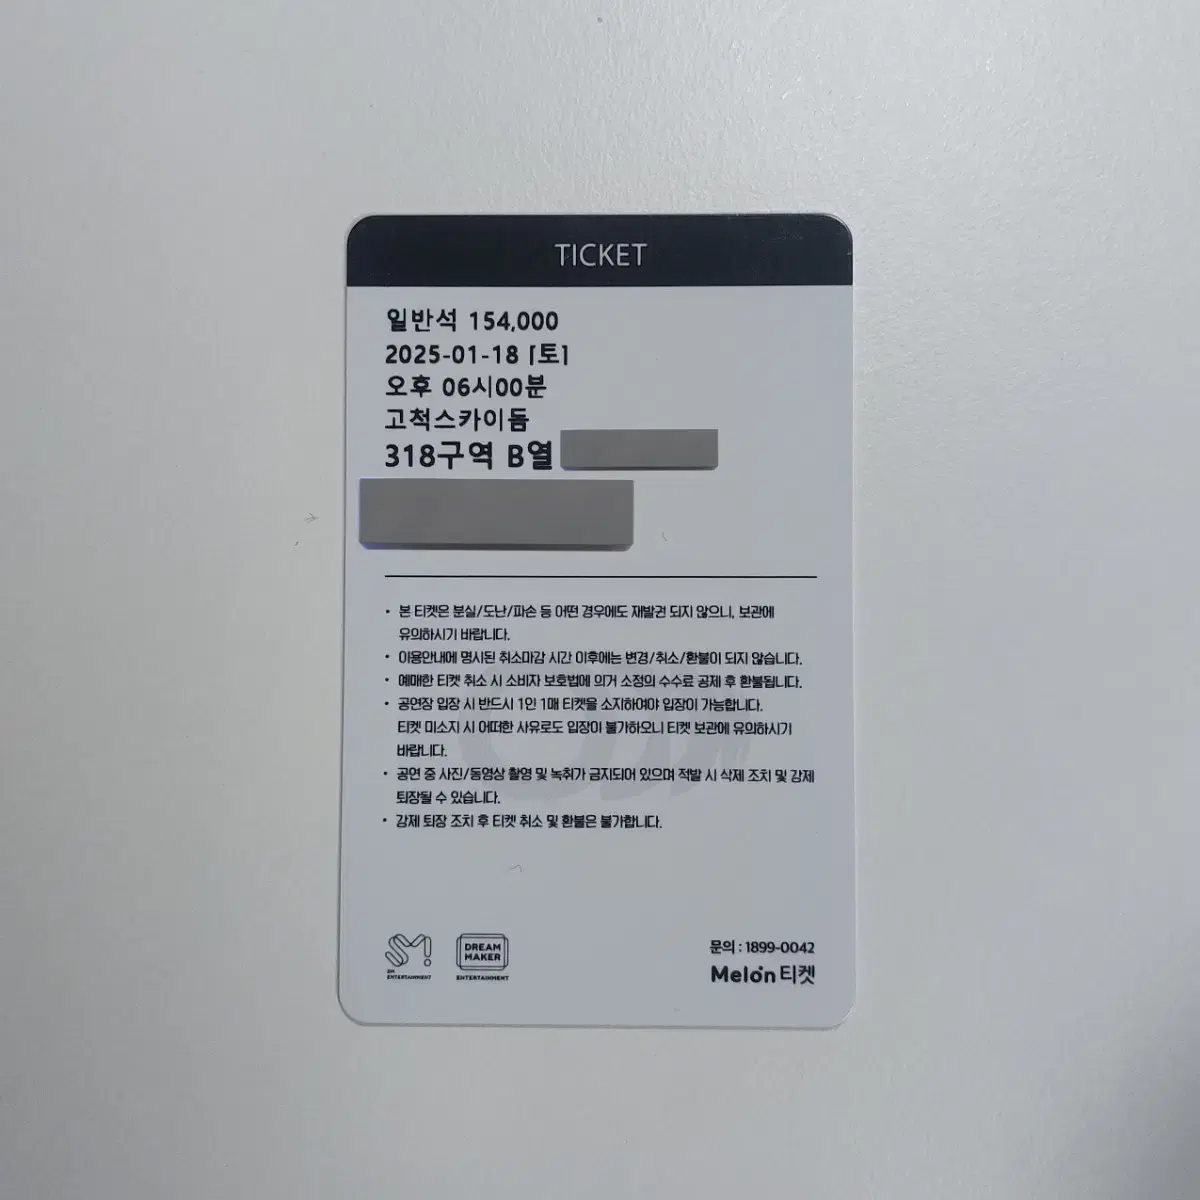 TICKET
일반석 154,000
2025-01-18 [토]
오후 06시00분
고척스카이돔
318구역 B열
• 본 티켓은 분실/도난/파손 등 어떤 경우에도 재발권 되지 않으니, 보관에
유의하시기 바랍니다.
• 이용안내에 명시된 취소마감 시간 이후에는 변경/취소/환불이 되지 않습니다.
• 예매한 티켓 취소 시 소비자 보호법에 의거 소정의 수수료 공제 후 환불됩니다.
• 공연장 입장 시 반드시 1인 1매 티켓을 소지하여야 입장이 가능합니다.
티켓 미소지 시 어떠한 사유로도 입장이 불가하오니 티켓 보관에 유의하시기
바랍니다.
• 공연 중 사진/동영상 촬영 및 녹취가 금지되어 있으며 적발 시 삭제 조치 및 강제
퇴장될 수 있습니다.
• 강제 퇴장 조치 후 티켓 취소 및 환불은 불가합니다.
SM!
SM
ENTERTAINMENT
DREAM
MAKER
ENTERTAINMENT
문의 : 1899-0042
Melon 티켓